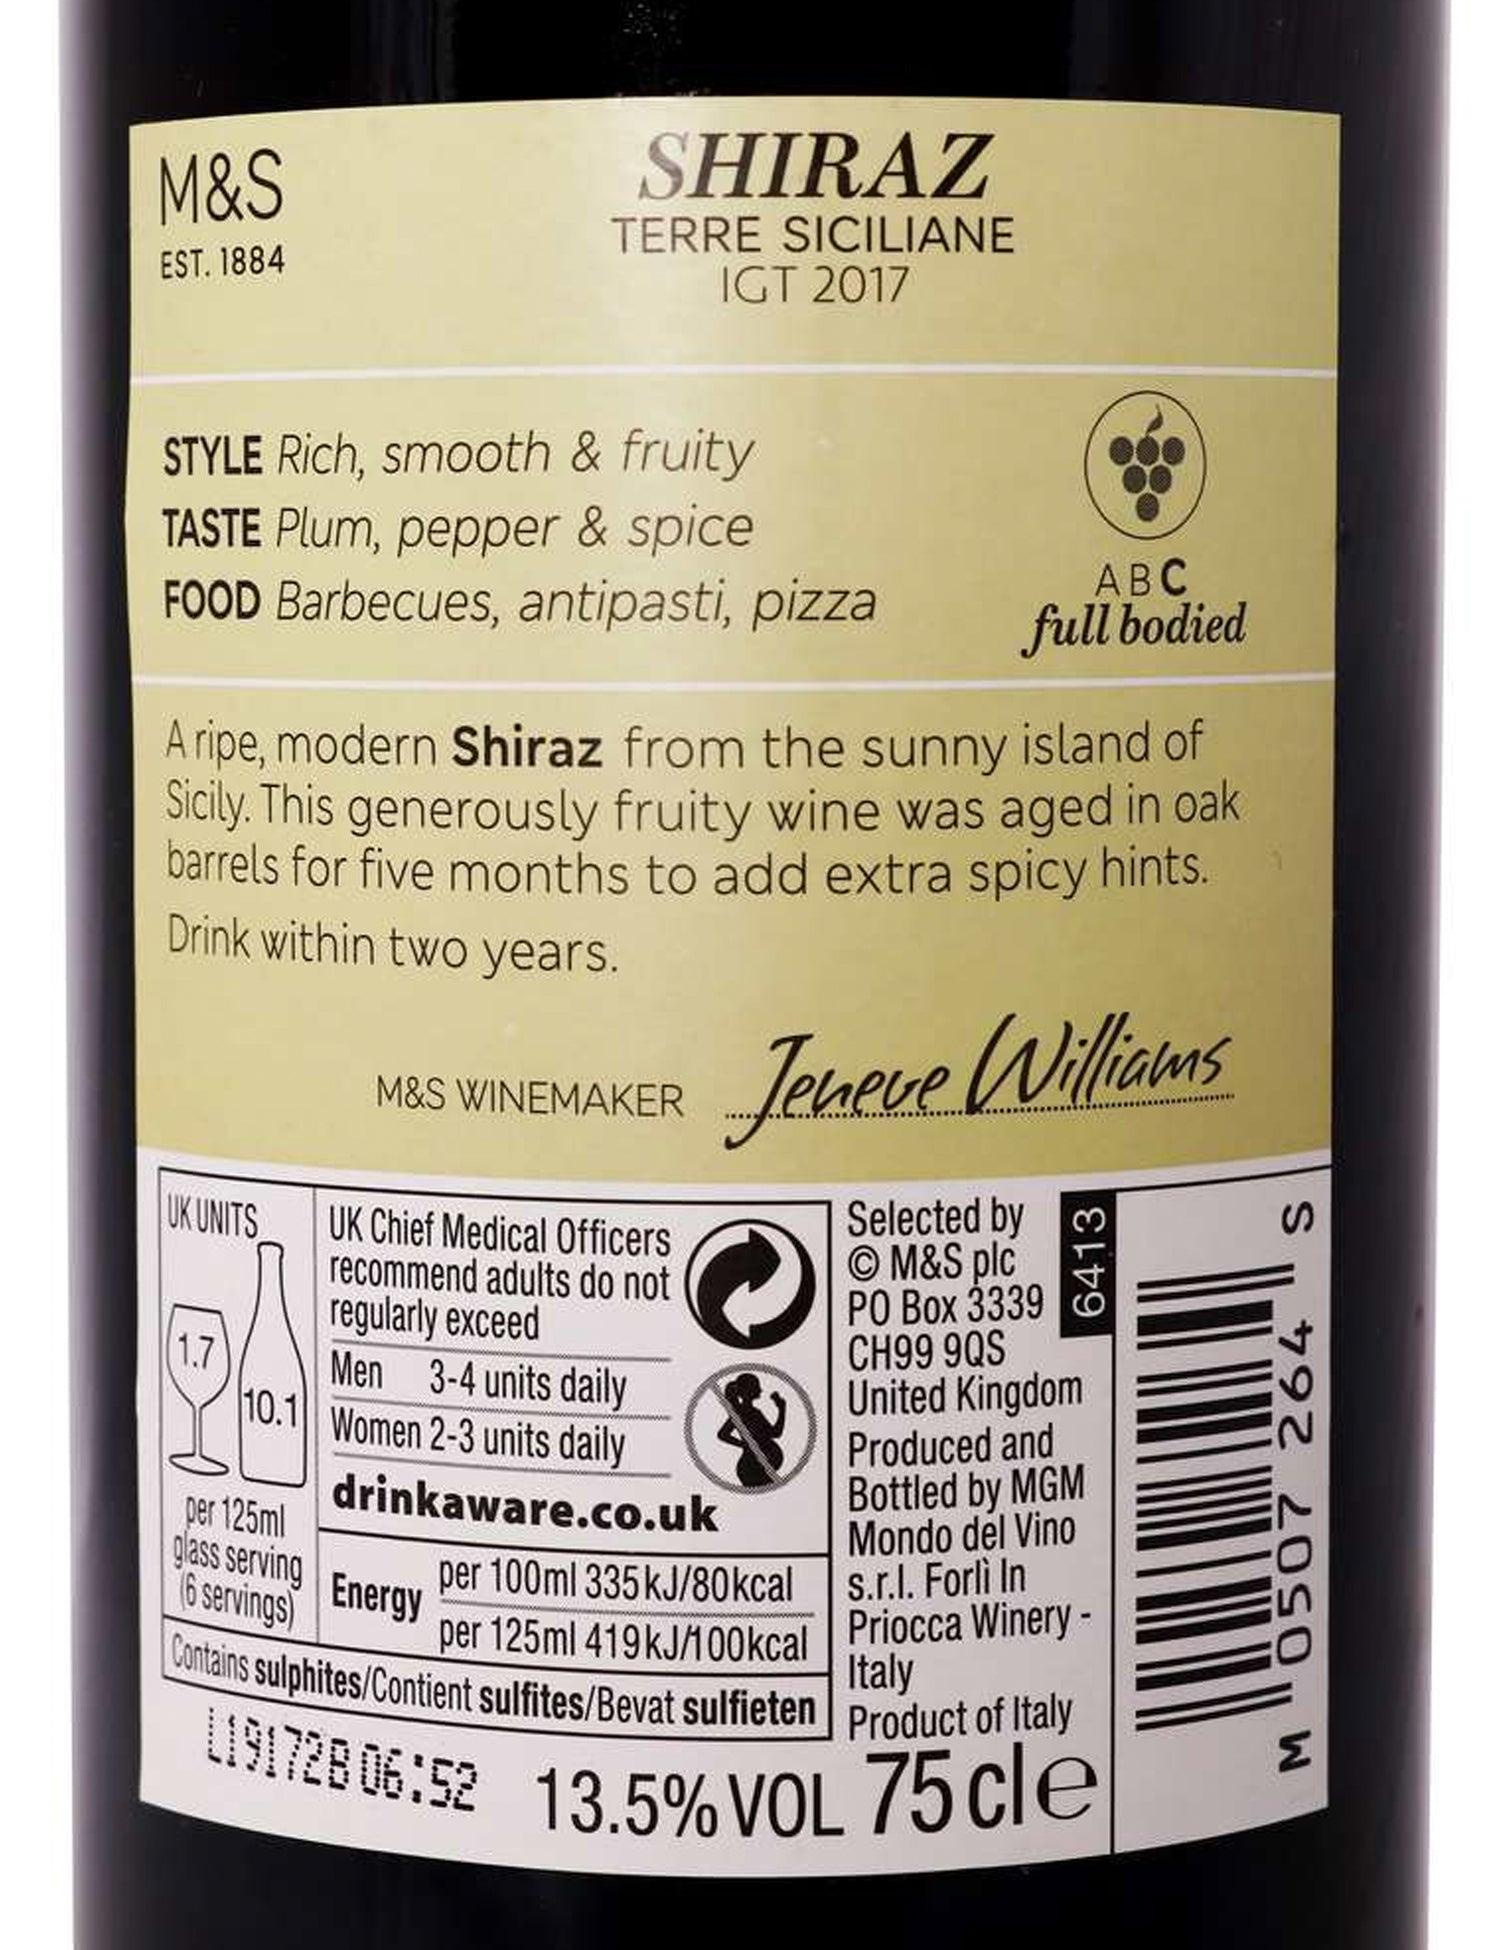 M&S
EST. 1884
SHIRAZ
TERRE SICILIANE
IGT 2017
STYLE Rich, smooth & fruity
TASTE Plum, pepper & spice
FOOD Barbecues, antipasti, pizza
ABC
full bodied
A ripe, modern Shiraz from the sunny island of
Sicily. This generously fruity wine was aged in oak
barrels for five months to add extra spicy hints.
Drink within two years.
M&S WINEMAKER Jeneve Williams
UK UNITS
1.7
10.1
per 125ml
glass serving
(6 servings)
UK Chief Medical Officers
recommend adults do not
regularly exceed
Men 3-4 units daily
Women 2-3 units daily
drinkaware.co.uk
Energy
per 100ml 335kJ/80kcal
per 125ml 419kJ/100kcal
Contains sulphites/Contient sulfites/Bevat sulfieten
Selected by
© M&S plc
PO Box 3339
CH99 9QS
United Kingdom
Produced and
Bottled by MGM
Mondo del Vino
s.r.l. Forlì In
Priocca Winery -
Italy
Product of Italy
6413
M 0507 264 S
L19172B 06:52
13.5% VOL 75cl e